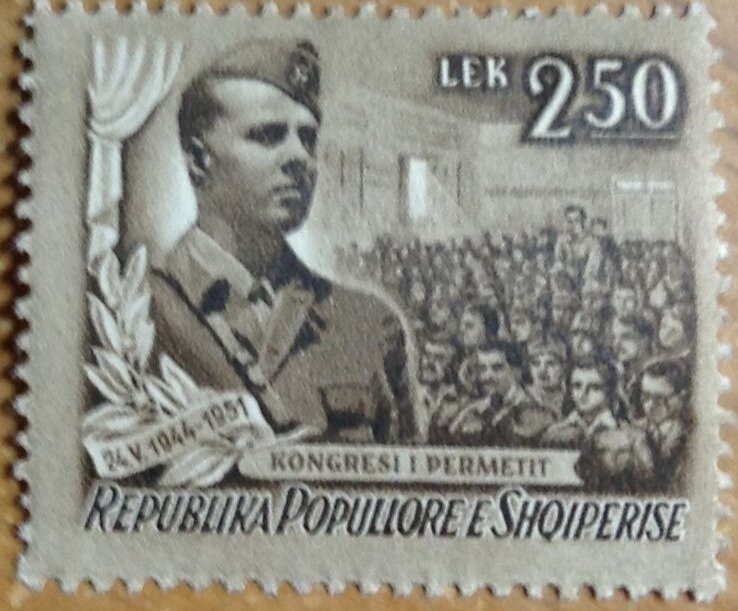 LEK 2.50
24.V.1944-1951
KONGRESI I PERMETIT
REPUBLIKA POPULLORE E SHQIPERISE